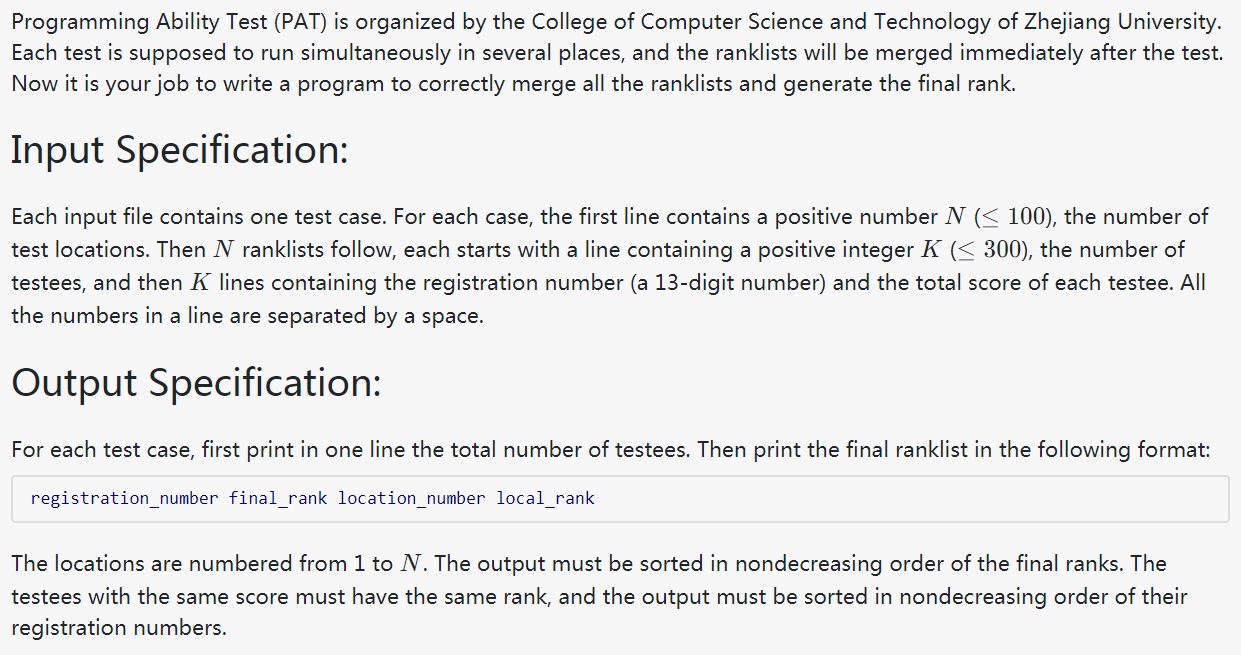 Programming Ability Test (PAT) is organized by the College of Computer Science and Technology of Zhejiang University.
Each test is supposed to run simultaneously in several places, and the ranklists will be merged immediately after the test.
Now it is your job to write a program to correctly merge all the ranklists and generate the final rank.
Input Specification:
Each input file contains one test case. For each case, the first line contains a positive number N (≤ 100), the number of
test locations. Then N ranklists follow, each starts with a line containing a positive integer K (≤ 300), the number of
testees, and then K lines containing the registration number (a 13-digit number) and the total score of each testee. All
the numbers in a line are separated by a space.
Output Specification:
For each test case, first print in one line the total number of testees. Then print the final ranklist in the following format:
registration_number final_rank location_number local_rank
The locations are numbered from 1 to N. The output must be sorted in nondecreasing order of the final ranks. The
testees with the same score must have the same rank, and the output must be sorted in nondecreasing order of their
registration numbers.